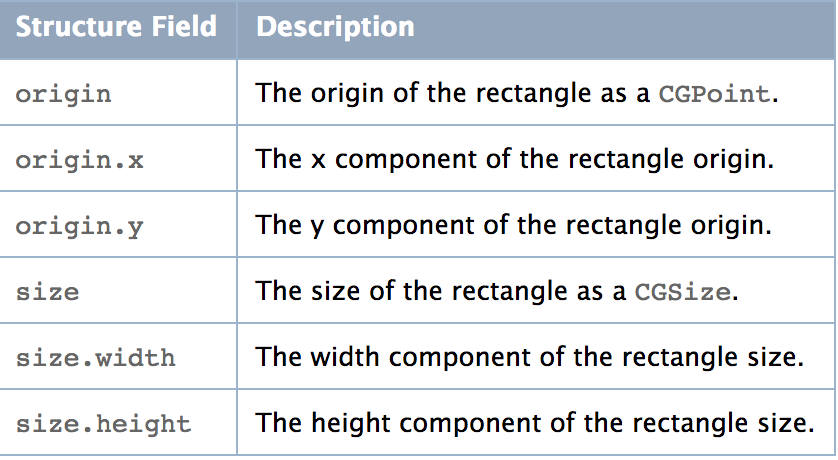 Structure Field Description
origin The origin of the rectangle as a CGPoint.
origin.x The x component of the rectangle origin.
origin.y The y component of the rectangle origin.
size The size of the rectangle as a CGSize.
size.width The width component of the rectangle size.
size.height The height component of the rectangle size.